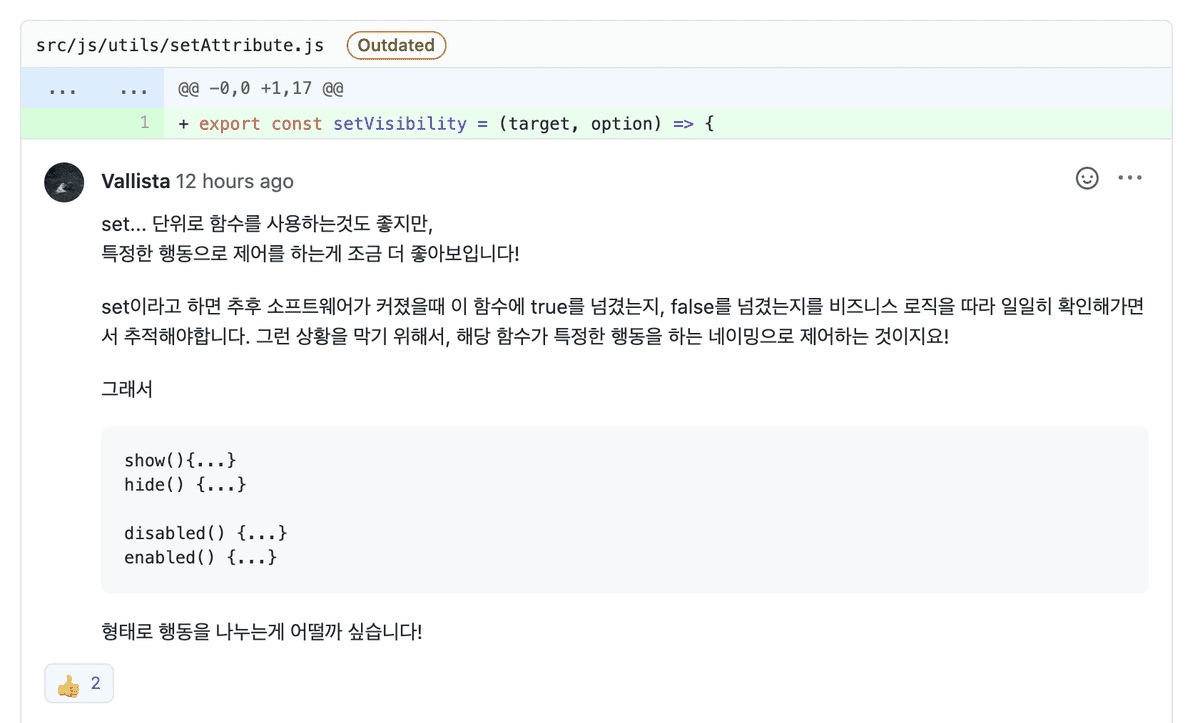 src/js/utils/setAttribute.js Outdated
... ... @@ -0,0 +1,17 @@
1 + export const setVisibility = (target, option) => {
Vallista 12 hours ago
set... 단위로 함수를 사용하는것도 좋지만,
특정한 행동으로 제어를 하는게 조금 더 좋아보입니다!
set이라고 하면 추후 소프트웨어가 커졌을때 이 함수에 true를 넘겼는지, false를 넘겼는지를 비즈니스 로직을 따라 일일히 확인해가면
서 추적해야합니다. 그런 상황을 막기 위해서, 해당 함수가 특정한 행동을 하는 네이밍으로 제어하는 것이지요!
그래서
show(){...}
hide() {...}
disabled() {...}
enabled() {...}
형태로 행동을 나누는게 어떨까 싶습니다!
👍 2